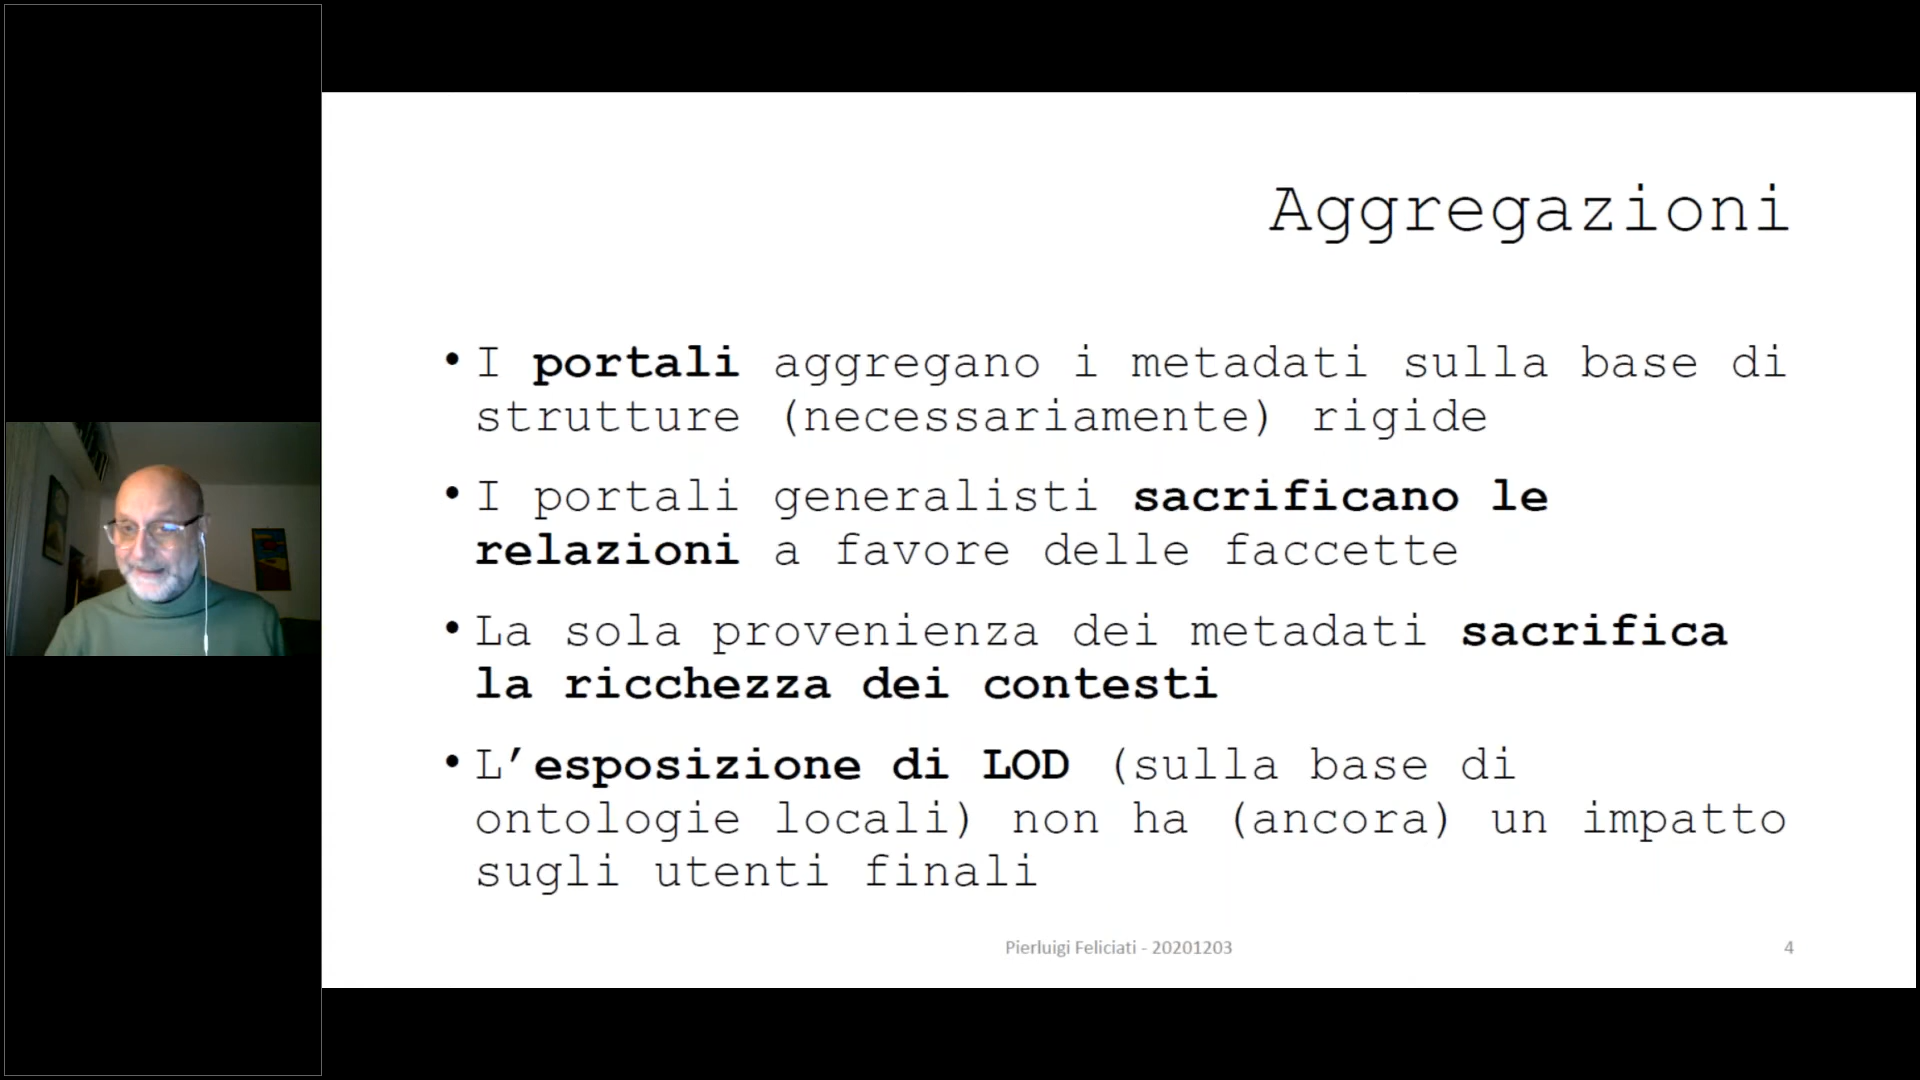 Aggregazioni
• I portali aggregano i metadati sulla base di
strutture (necessariamente) rigide
• I portali generalisti sacrificano le
relazioni a favore delle faccette
• La sola provenienza dei metadati sacrifica
la ricchezza dei contesti
• L’esposizione di LOD (sulla base di
ontologie locali) non ha (ancora) un impatto
sugli utenti finali
Pierluigi Feliciati - 20201203
4